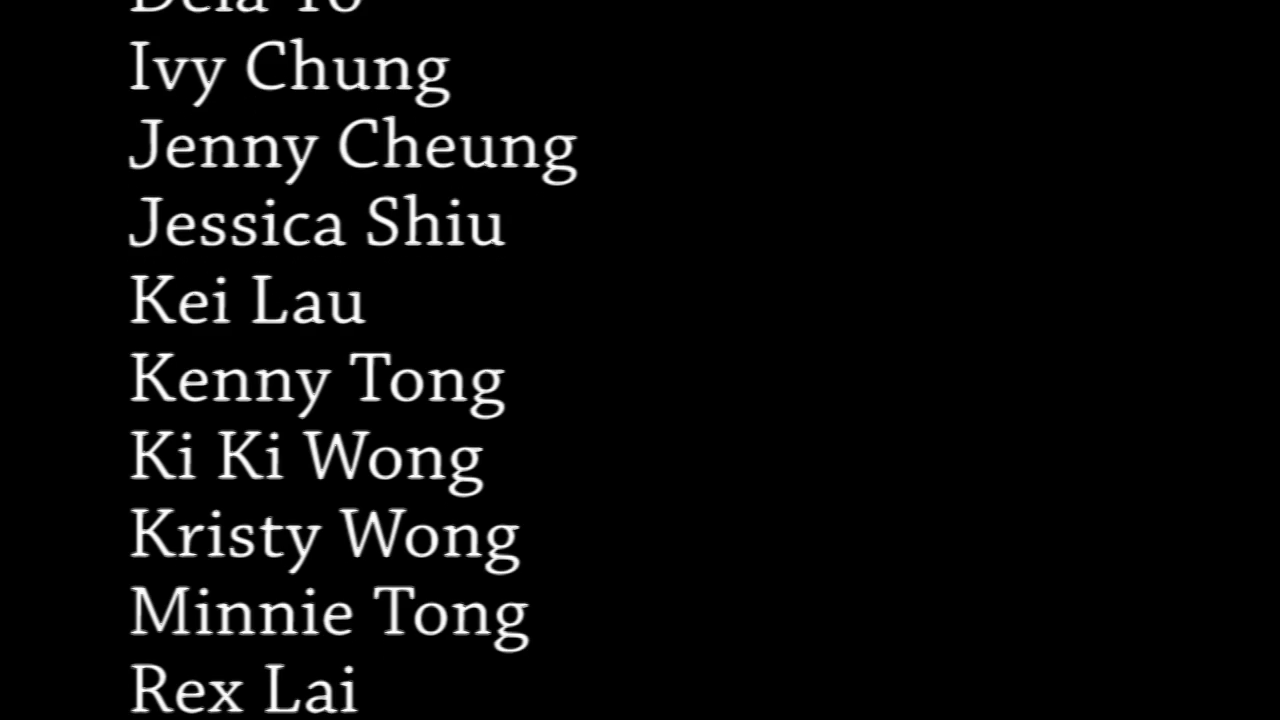 Ivy Chung
Jenny Cheung
Jessica Shiu
Kei Lau
Kenny Tong
Ki Ki Wong
Kristy Wong
Minnie Tong
Rex Lai